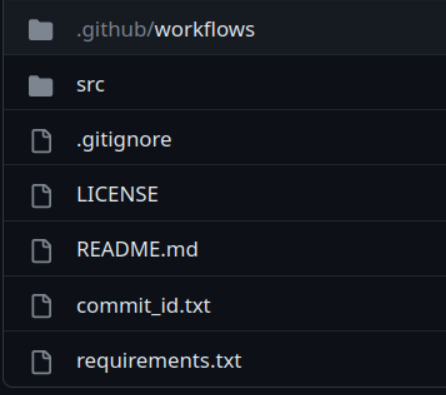 .github/workflows
src
.gitignore
LICENSE
README.md
commit_id.txt
requirements.txt